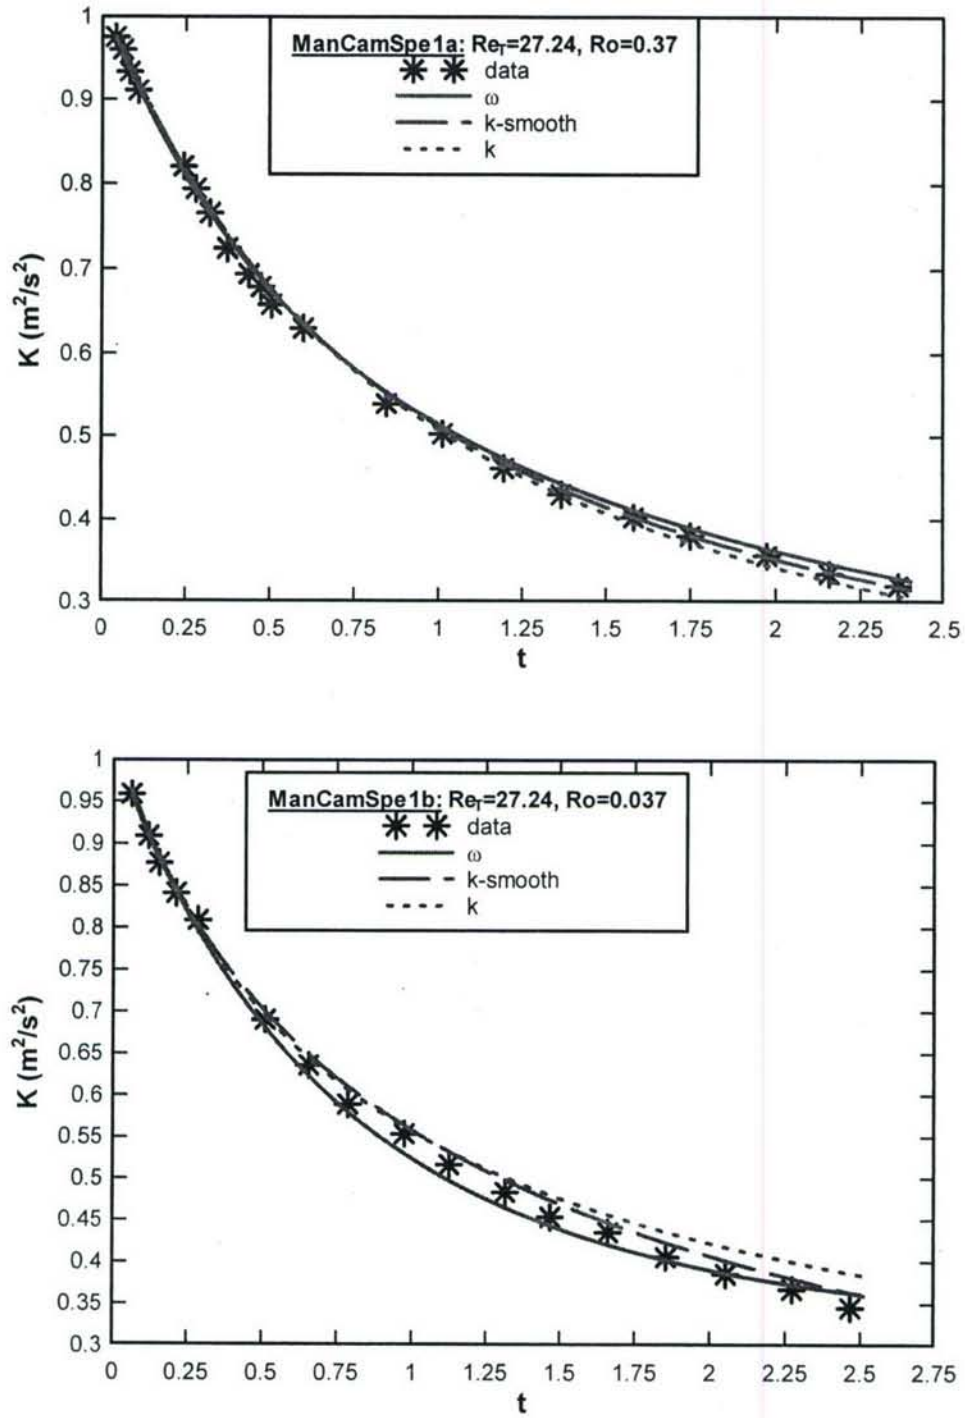 ManCamSpe1a: Re_T=27.24, Ro=0.37
data
ω
k-smooth
k
1
0.9
0.8
0.7
0.6
0.5
0.4
0.3
K (m²/s²)
0 0.25 0.5 0.75 1 1.25 1.5 1.75 2 2.25 2.5
t
ManCamSpe1b: Re_T=27.24, Ro=0.037
data
ω
k-smooth
k
1
0.95
0.9
0.85
0.8
0.75
0.7
0.65
0.6
0.55
0.5
0.45
0.4
0.35
0.3
K (m²/s²)
0 0.25 0.5 0.75 1 1.25 1.5 1.75 2 2.25 2.5 2.75
t